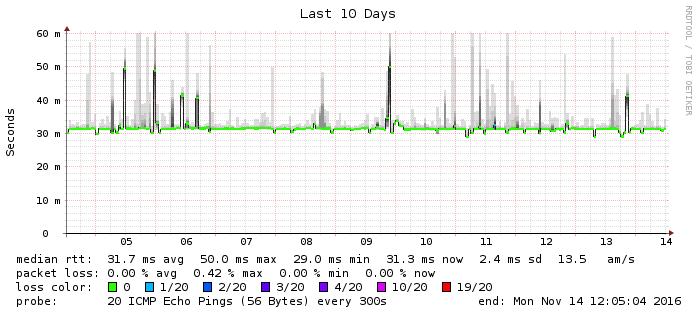 Last 10 Days
RRDTOOL / TOBI OETIKER
Seconds
60 m
50 m
40 m
30 m
20 m
10 m
0
05 06 07 08 09 10 11 12 13 14
median rtt: 31.7 ms avg 50.0 ms max 29.0 ms min 31.3 ms now 2.4 ms sd 13.5 am/s
packet loss: 0.00 % avg 0.42 % max 0.00 % min 0.00 % now
loss color: 0 1/20 2/20 3/20 4/20 10/20 19/20
probe: 20 ICMP Echo Pings (56 Bytes) every 300s end: Mon Nov 14 12:05:04 2016